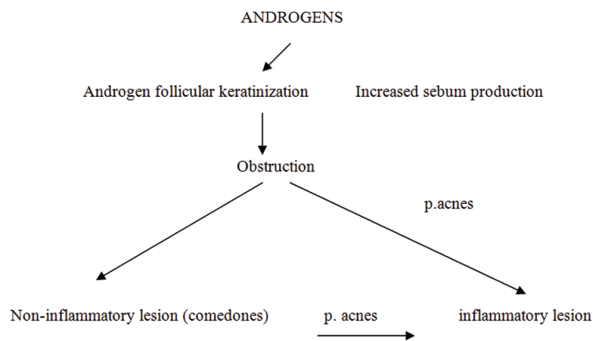 ANDROGENS
Androgen follicular keratinization Increased sebum production
Obstruction
p.acnes
Non-inflammatory lesion (comedones) p. acnes inflammatory lesion